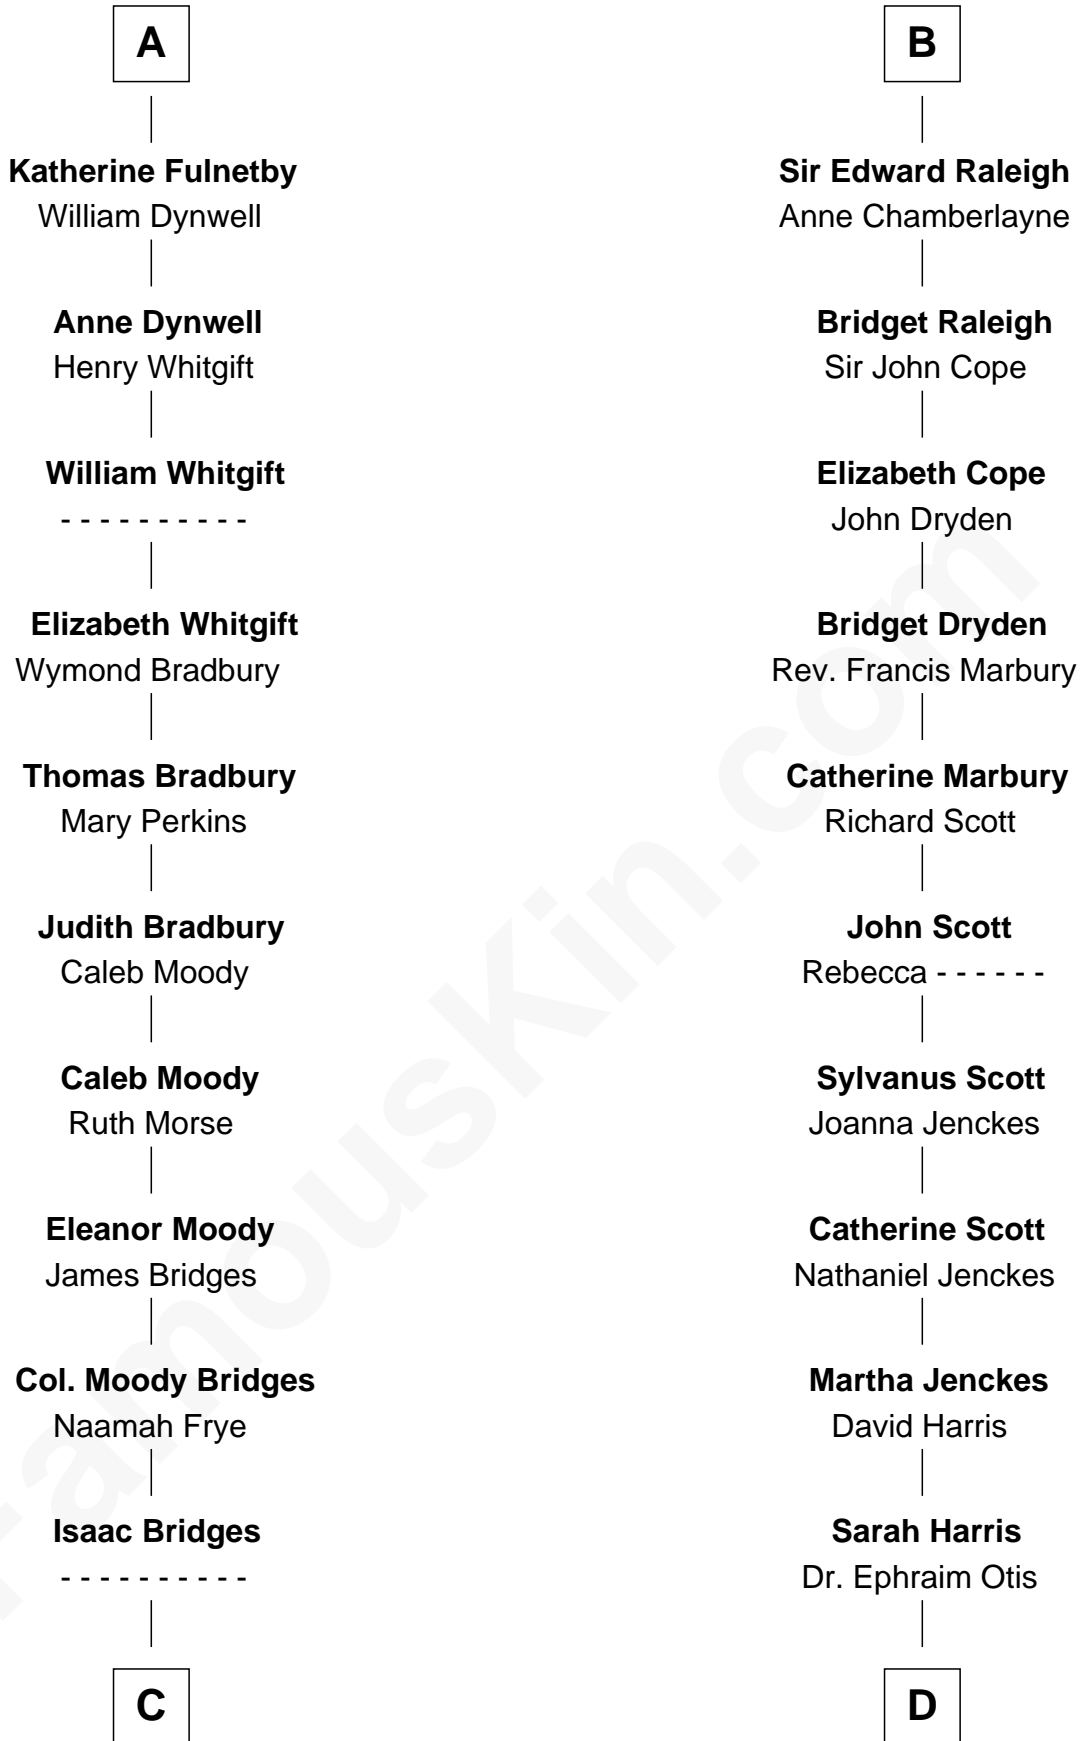 A
Katherine Fulnetby
William Dynwell
Anne Dynwell
Henry Whitgift
William Whitgift
- - - - - - - - - -
Elizabeth Whitgift
Wymond Bradbury
Thomas Bradbury
Mary Perkins
Judith Bradbury
Caleb Moody
Caleb Moody
Ruth Morse
Eleanor Moody
James Bridges
Col. Moody Bridges
Naamah Frye
Isaac Bridges
- - - - - - - - - -
C
B
Sir Edward Raleigh
Anne Chamberlayne
Bridget Raleigh
Sir John Cope
Elizabeth Cope
John Dryden
Bridget Dryden
Rev. Francis Marbury
Catherine Marbury
Richard Scott
John Scott
Rebecca - - - - - -
Sylvanus Scott
Joanna Jenckes
Catherine Scott
Nathaniel Jenckes
Martha Jenckes
David Harris
Sarah Harris
Dr. Ephraim Otis
D
FamousKin.com